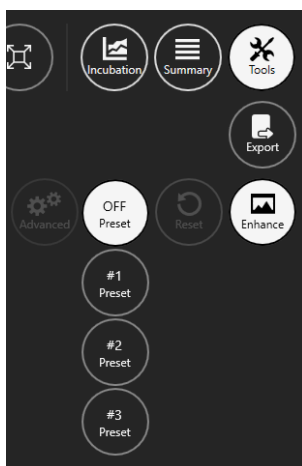 Incubation
Summary
Tools
Export
Advanced
OFF
Preset
Reset
Enhance
#1
Preset
#2
Preset
#3
Preset